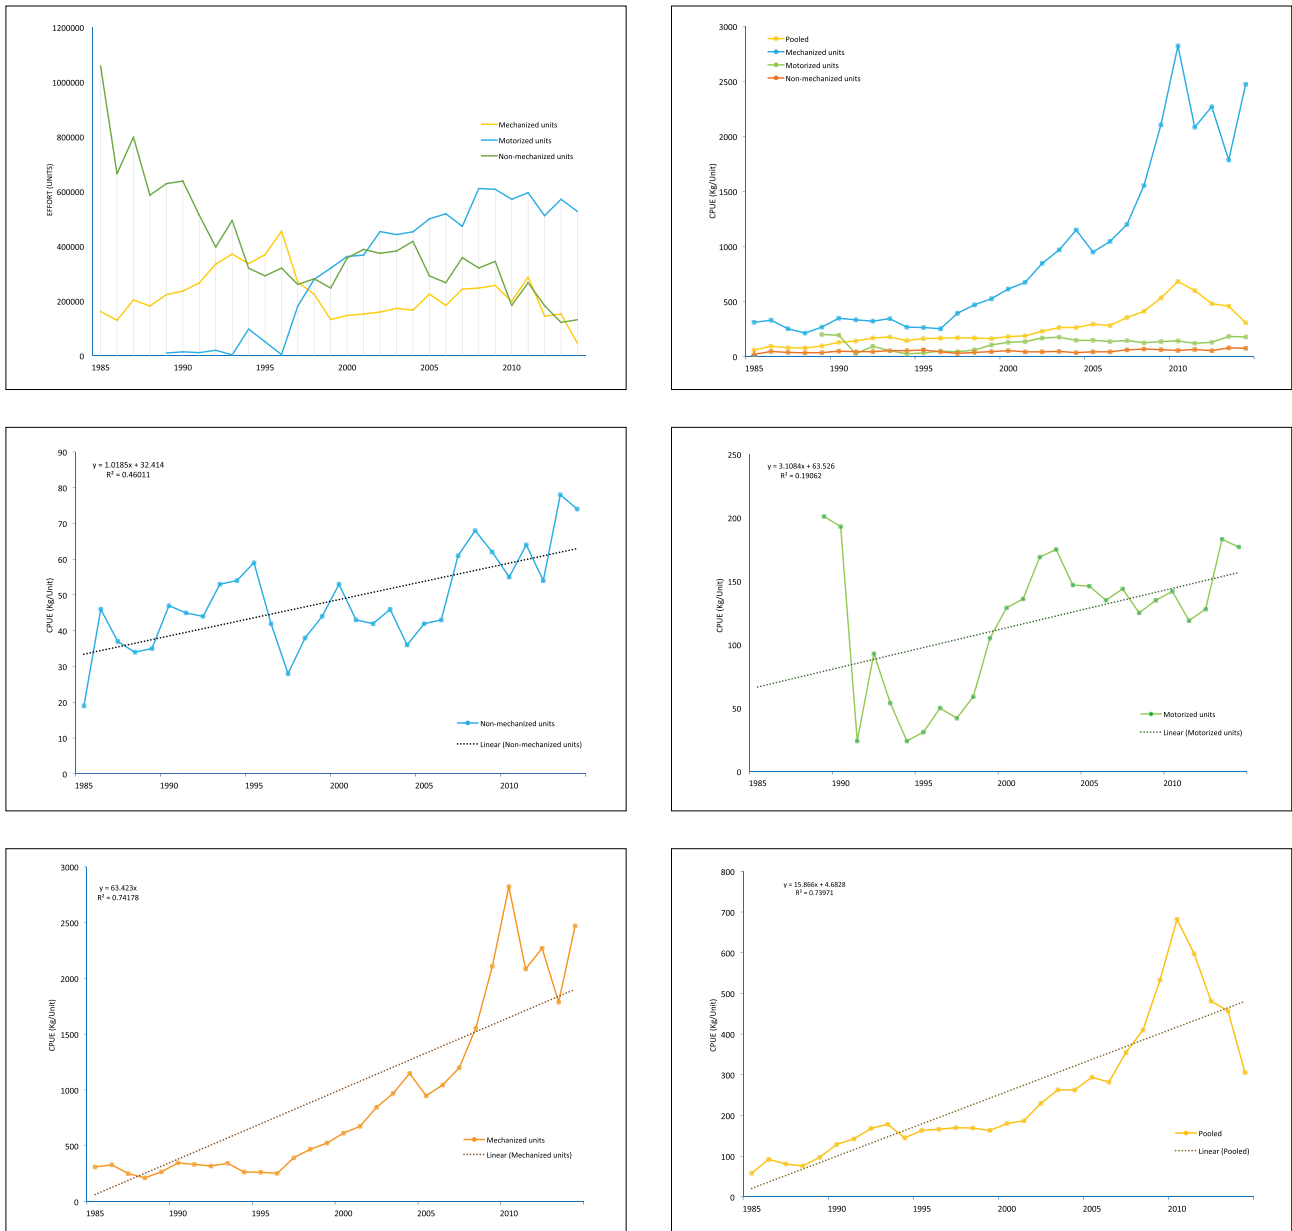 1200000
1000000
800000
600000
400000
200000
0
EFFORT (UNITS)
Mechanized units
Motorized units
Non-mechanized units
1985 1990 1995 2000 2005 2010
3000
2500
2000
1500
1000
500
0
CPUE (Kg/Unit)
Pooled
Mechanized units
Motorized units
Non-mechanized units
1985 1990 1995 2000 2005 2010
90
80
70
60
50
40
30
20
10
0
CPUE (Kg/Unit)
y = 1.0185x + 32.414
R² = 0.46011
Non-mechanized units
Linear (Non-mechanized units)
1985 1990 1995 2000 2005 2010
250
200
150
100
50
0
CPUE (Kg/Unit)
y = 3.1084x + 63.526
R² = 0.19062
Motorized units
Linear (Motorized units)
1985 1990 1995 2000 2005 2010
3000
2500
2000
1500
1000
500
0
CPUE (Kg/Unit)
y = 63.423x
R² = 0.74178
Mechanized units
Linear (Mechanized units)
1985 1990 1995 2000 2005 2010
800
700
600
500
400
300
200
100
0
CPUE (Kg/Unit)
y = 15.866x + 4.6828
R² = 0.73971
Pooled
Linear (Pooled)
1985 1990 1995 2000 2005 2010